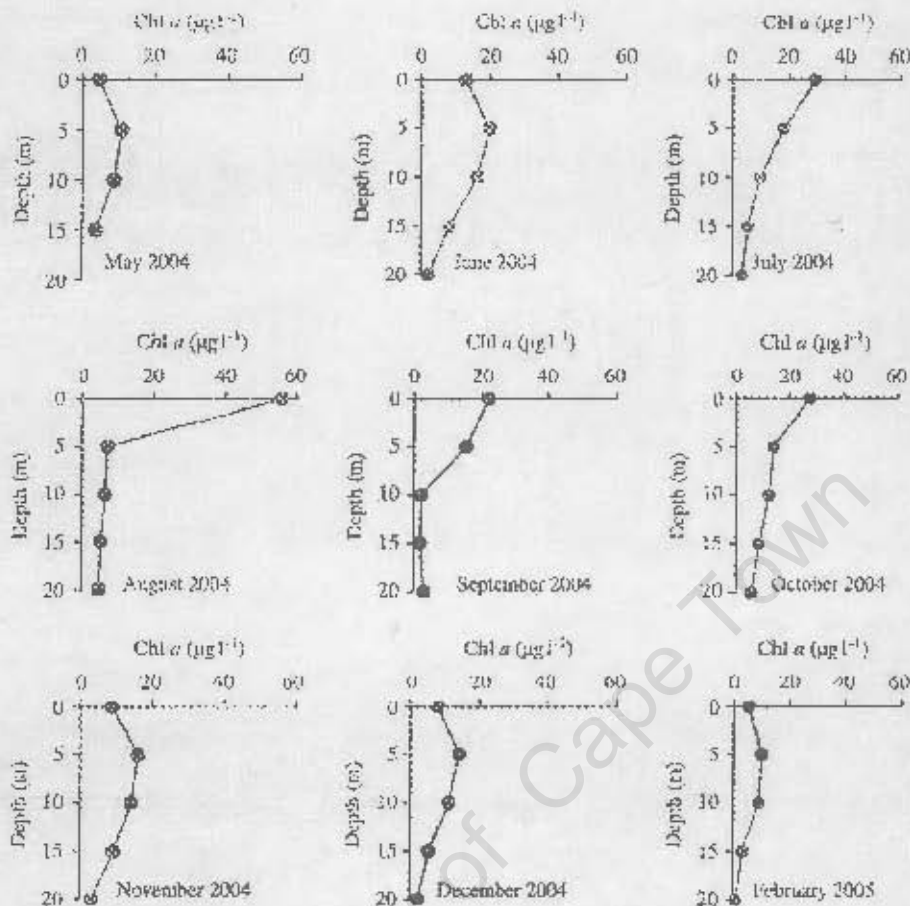 Chl a (µg l⁻¹) Chl a (µg l⁻¹) Chl a (µg l⁻¹)
0 20 40 60 0 20 40 60 0 20 40 60
0 0 0
5 5 5
10 10 10
15 15 15
20 20 20
Depth (m) Depth (m) Depth (m)
May 2004 June 2004 July 2004
Chl a (µg l⁻¹) Chl a (µg l⁻¹) Chl a (µg l⁻¹)
0 20 40 60 0 20 40 60 0 20 40 60
0 0 0
5 5 5
10 10 10
15 15 15
20 20 20
Depth (m) Depth (m) Depth (m)
August 2004 September 2004 October 2004
Chl a (µg l⁻¹) Chl a (µg l⁻¹) Chl a (µg l⁻¹)
0 20 40 60 0 20 40 60 0 20 40 60
0 0 0
5 5 5
10 10 10
15 15 15
20 20 20
Depth (m) Depth (m) Depth (m)
November 2004 December 2004 February 2005
of Cape Town